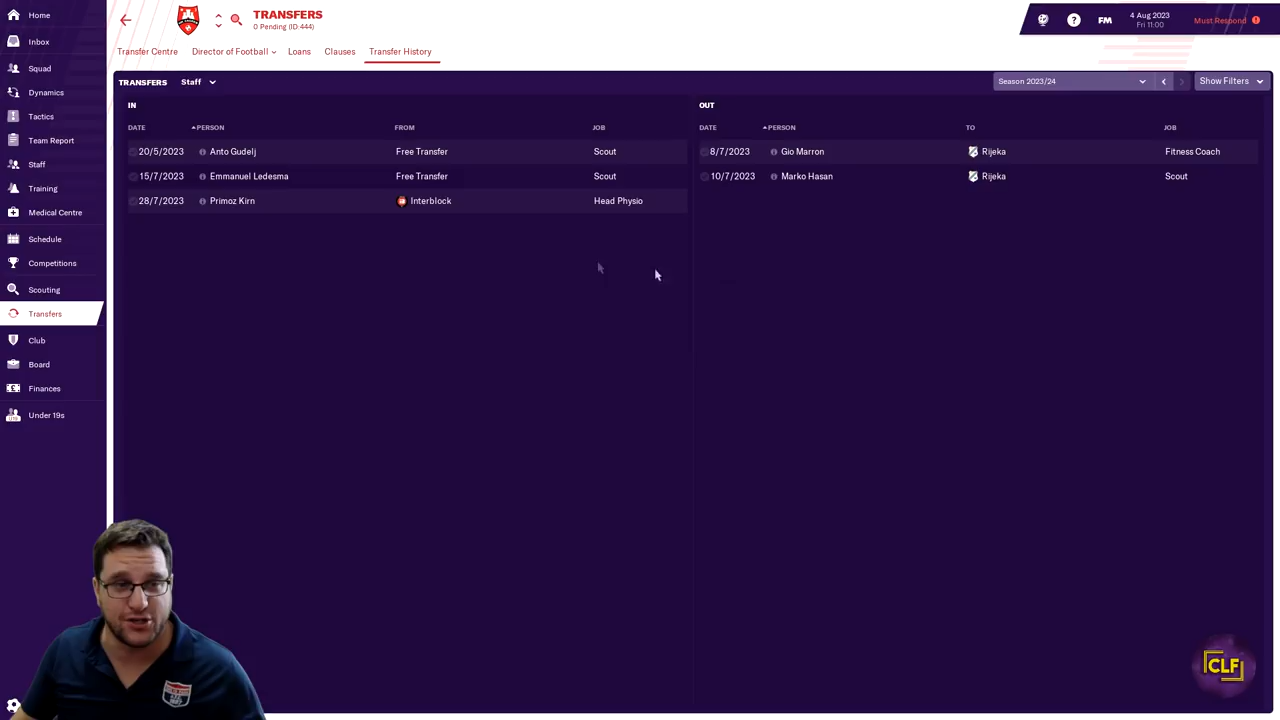 Home
Inbox
Squad
Dynamics
Tactics
Team Report
Staff
Training
Medical Centre
Schedule
Competitions
Scouting
Transfers
Club
Board
Finances
Under 19s
TRANSFERS
0 Pending (ID:444)
? FM 4 Aug 2023
Fri 11:00
Must Respond
Transfer Centre Director of Football Loans Clauses Transfer History
TRANSFERS Staff Season 2023/24 Show Filters
IN
DATE PERSON FROM JOB
20/5/2023 Anto Gudelj Free Transfer Scout
15/7/2023 Emmanuel Ledesma Free Transfer Scout
28/7/2023 Primoz Kirn Interblock Head Physio
OUT
DATE PERSON TO JOB
8/7/2023 Gio Marron Rijeka Fitness Coach
10/7/2023 Marko Hasan Rijeka Scout
CLF